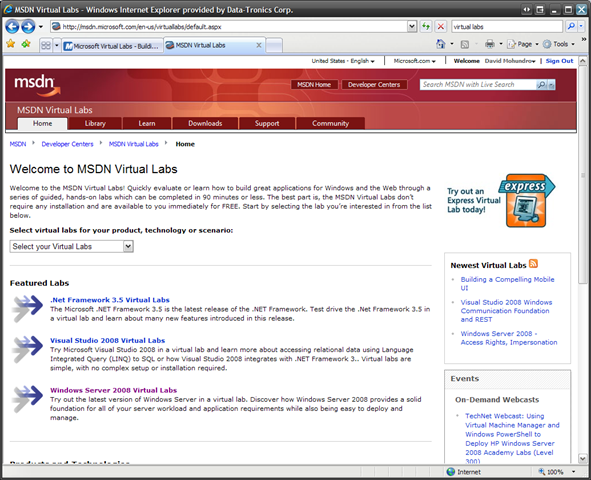 MSDN Virtual Labs - Windows Internet Explorer provided by Data-Tronics Corp.
http://msdn.microsoft.com/en-us/virtuallabs/default.aspx
virtual labs
Microsoft Virtual Labs - Buildi...
MSDN Virtual Labs
Page
Tools
United States - English
Microsoft.com
Welcome David Mohundro
Sign Out
msdn
MSDN Home
Developer Centers
Search MSDN with Live Search
MSDN Virtual Labs
Home
Library
Learn
Downloads
Support
Community
MSDN
Developer Centers
MSDN Virtual Labs
Home
Welcome to MSDN Virtual Labs
Welcome to the MSDN Virtual Labs! Quickly evaluate or learn how to build great applications for Windows and the Web through a
series of guided, hands-on labs which can be completed in 90 minutes or less. The best part is, the MSDN Virtual Labs don't
require any installation and are available to you immediately for FREE. Start by selecting the lab you're interested in from the list
below.
Select virtual labs for your product, technology or scenario:
Select your Virtual Labs
Featured Labs
.Net Framework 3.5 Virtual Labs
The Microsoft .NET Framework 3.5 is the latest release of the .NET Framework. Test drive the .Net Framework 3.5 in
a virtual lab and learn about many new features introduced in this release.
Visual Studio 2008 Virtual Labs
Try Microsoft Visual Studio 2008 in a virtual lab and learn more about accessing relational data using Language
Integrated Query (LINQ) to SQL or how Visual Studio 2008 integrates with .NET Framework 3.. Virtual labs are
simple, with no complex setup or installation required.
Windows Server 2008 Virtual Labs
Try out the latest version of Windows Server in a virtual lab. Discover how Windows Server 2008 provides a solid
foundation for all of your server workload and application requirements while also being easy to deploy and
manage.
Products and Technologies
Try out an
Express Virtual
Lab today!
express
Newest Virtual Labs
Building a Compelling Mobile
UI
Visual Studio 2008 Windows
Communication Foundation
and REST
Windows Server 2008 -
Access Rights, Impersonation
Events
On-Demand Webcasts
TechNet Webcast: Using
Virtual Machine Manager and
Windows PowerShell to
Deploy HP Windows Server
2008 Academy Labs (Level
300)
Internet
100%